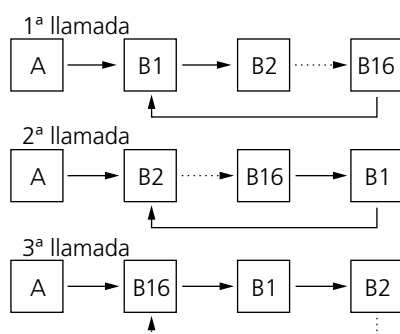 1ª llamada
A B1 B2 B16
2ª llamada
A B2 B16 B1
3ª llamada
A B16 B1 B2